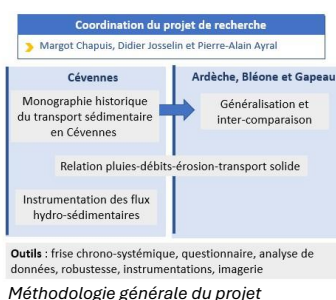 Coordination du projet de recherche
Margot Chapuis, Didier Josselin et Pierre-Alain Ayral
Cévennes
Monographie historique
du transport sédimentaire
en Cévennes
Ardèche, Bléone et Gapeau
Généralisation et
inter-comparaison
Relation pluies-débits-érosion-transport solide
Instrumentation des flux
hydro-sédimentaires
Outils : frise chrono-systémique, questionnaire, analyse de
données, robustesse, instrumentations, imagerie
Méthodologie générale du projet